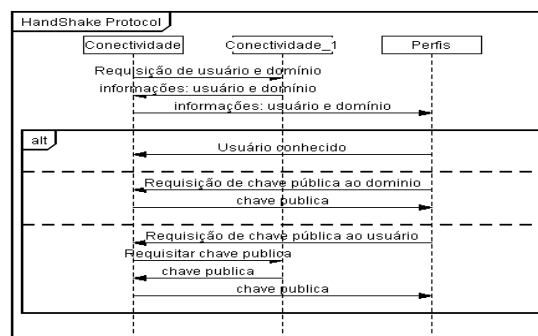 HandShake Protocol
Conectividade Conectividade_1 Perfis
Requisição de usuário e domínio
informações: usuário e domínio
informações: usuário e domínio
alt
Usuário conhecido
Requisição de chave pública ao dominio
chave publica
Requisição de chave pública ao usuário
Requisitar chave publica
chave publica
chave publica